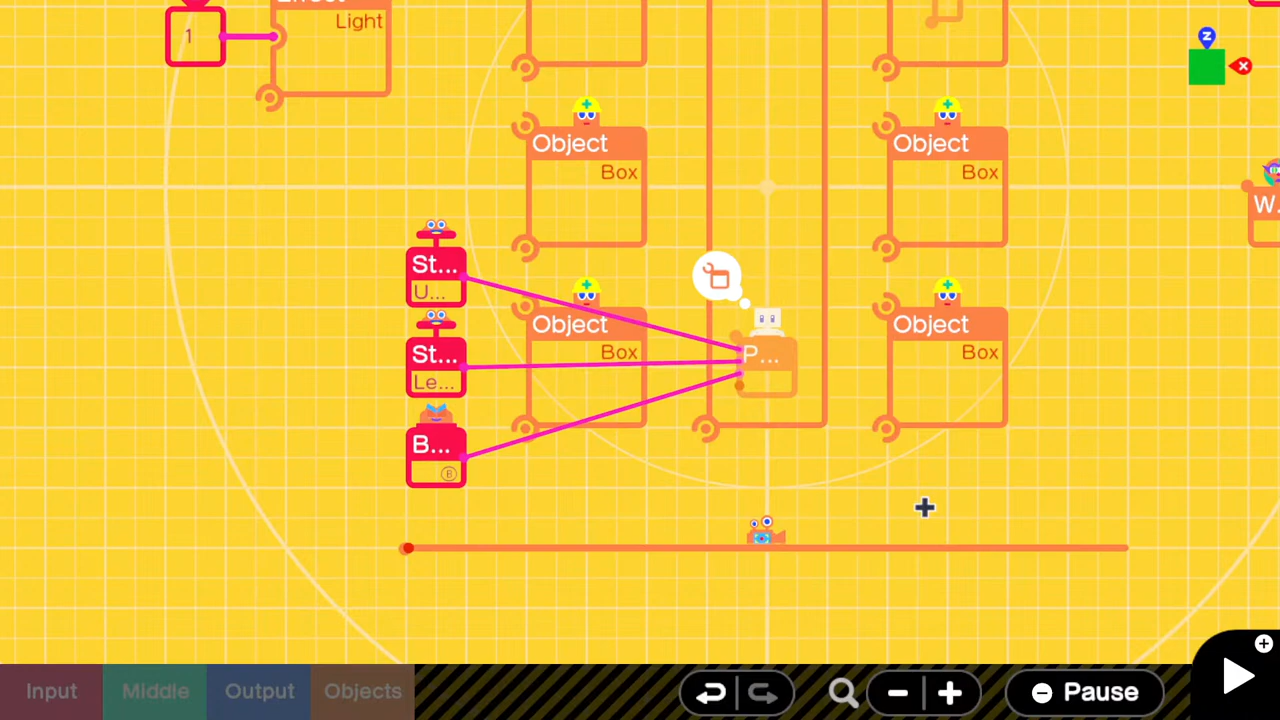 1
Light
Object
Box
Object
Box
Object
Box
Object
Box
St...
U...
St...
Le...
B...
B
P...
W.
Z
X
Input
Middle
Output
Objects
Pause